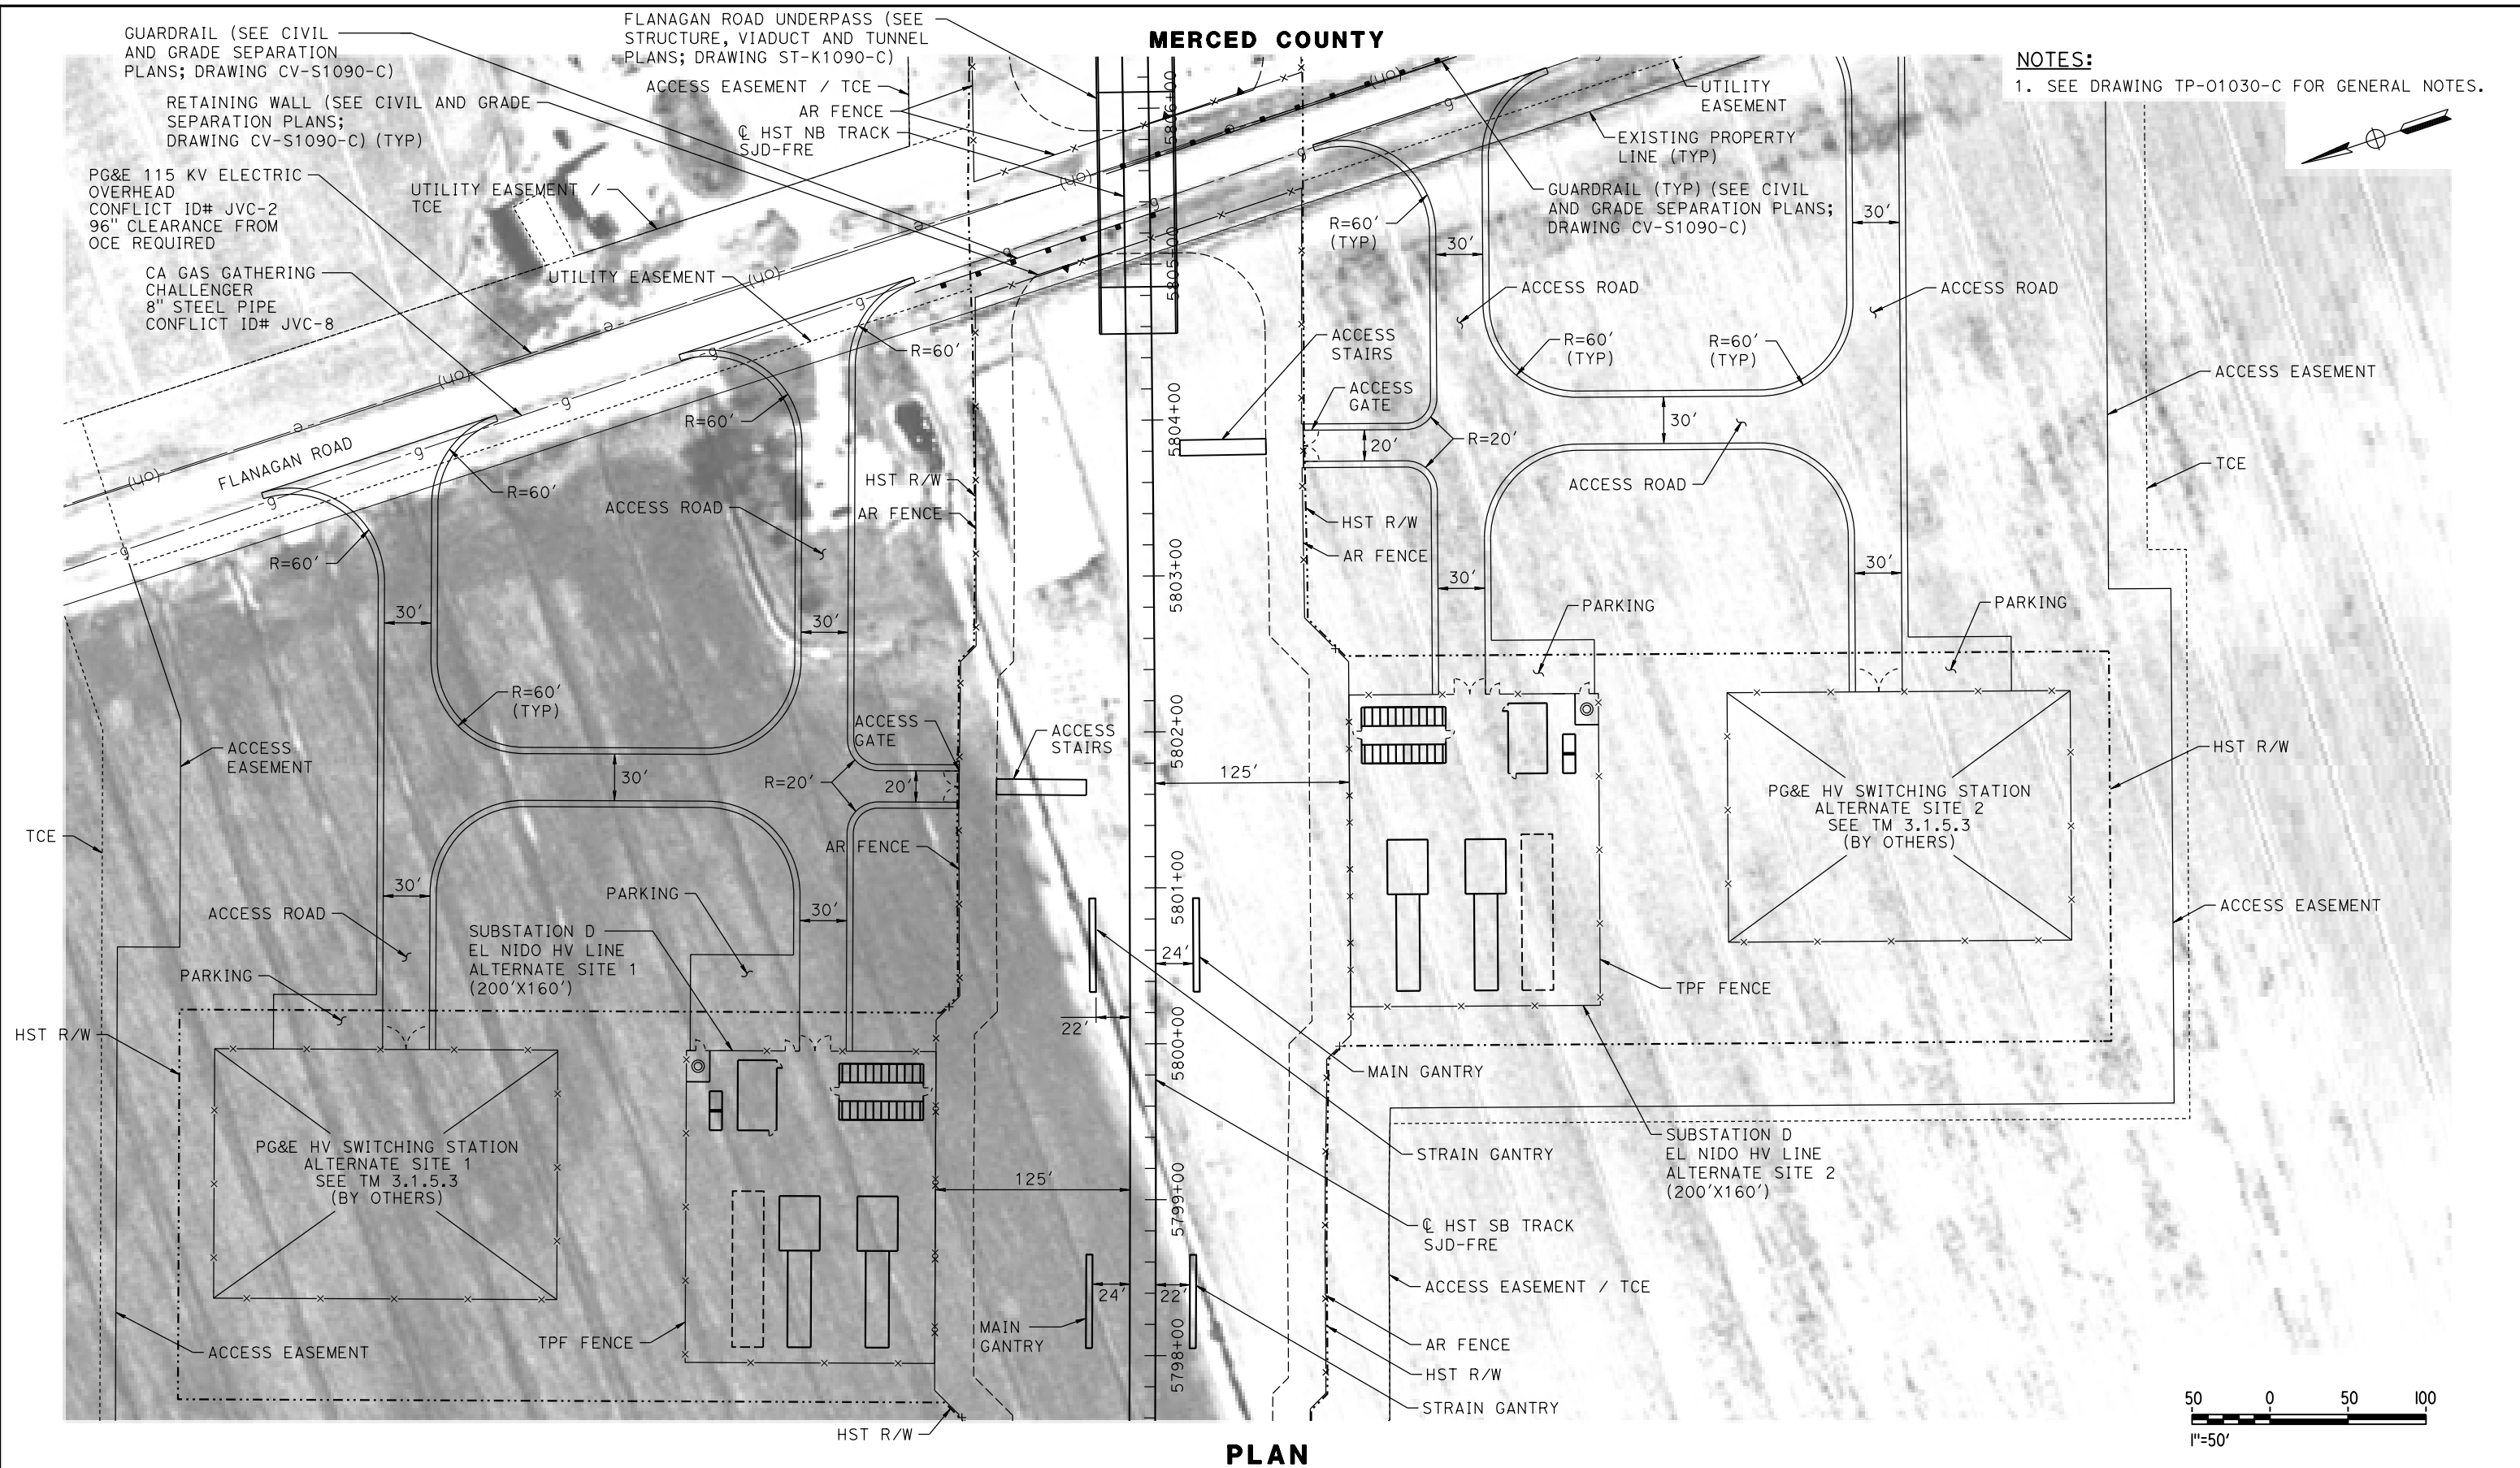 MERCED COUNTY
GUARDRAIL (SEE CIVIL
AND GRADE SEPARATION
PLANS; DRAWING CV-S1090-C)
RETAINING WALL (SEE CIVIL AND GRADE
SEPARATION PLANS;
DRAWING CV-S1090-C) (TYP)
PG&E 115 KV ELECTRIC
OVERHEAD
CONFLICT ID# JVC-2
96" CLEARANCE FROM
OCE REQUIRED
CA GAS GATHERING
CHALLENGER
8" STEEL PIPE
CONFLICT ID# JVC-8
FLANAGAN ROAD UNDERPASS (SEE
STRUCTURE, VIADUCT AND TUNNEL
PLANS; DRAWING ST-K1090-C)
ACCESS EASEMENT / TCE
AR FENCE
℄ HST NB TRACK
SJD-FRE
UTILITY EASEMENT /
TCE
UTILITY EASEMENT
NOTES:
1. SEE DRAWING TP-01030-C FOR GENERAL NOTES.
UTILITY
EASEMENT
EXISTING PROPERTY
LINE (TYP)
GUARDRAIL (TYP) (SEE CIVIL
AND GRADE SEPARATION PLANS;
DRAWING CV-S1090-C)
R=60'
(TYP)
30'
30'
ACCESS ROAD
ACCESS ROAD
R=60'
(TYP)
R=60'
(TYP)
ACCESS
STAIRS
ACCESS
GATE
20'
R=20'
30'
ACCESS ROAD
ACCESS EASEMENT
TCE
HST R/W
AR FENCE
30'
30'
PARKING
PARKING
HST R/W
125'
PG&E HV SWITCHING STATION
ALTERNATE SITE 2
SEE TM 3.1.5.3
(BY OTHERS)
ACCESS EASEMENT
TPF FENCE
SUBSTATION D
EL NIDO HV LINE
ALTERNATE SITE 2
(200'X160')
5806+00
5805+00
5804+00
5803+00
5802+00
5801+00
5800+00
5799+00
5798+00
(40)
(40)
(40)
(40)
(40)
a
a
a
g
g
g
g
g
g
g
g
g
g
FLANAGAN ROAD
R=60'
R=60'
R=60'
R=60'
HST R/W
AR FENCE
ACCESS ROAD
30'
30'
R=60'
(TYP)
ACCESS
GATE
ACCESS
STAIRS
ACCESS
EASEMENT
30'
R=20'
20'
TCE
AR FENCE
30'
30'
ACCESS ROAD
PARKING
PARKING
SUBSTATION D
EL NIDO HV LINE
ALTERNATE SITE 1
(200'X160')
HST R/W
24'
22'
MAIN GANTRY
STRAIN GANTRY
PG&E HV SWITCHING STATION
ALTERNATE SITE 1
SEE TM 3.1.5.3
(BY OTHERS)
125'
℄ HST SB TRACK
SJD-FRE
ACCESS EASEMENT / TCE
24'
22'
MAIN
GANTRY
TPF FENCE
ACCESS EASEMENT
AR FENCE
HST R/W
STRAIN GANTRY
HST R/W
PLAN
50 0 50 100
1"=50'